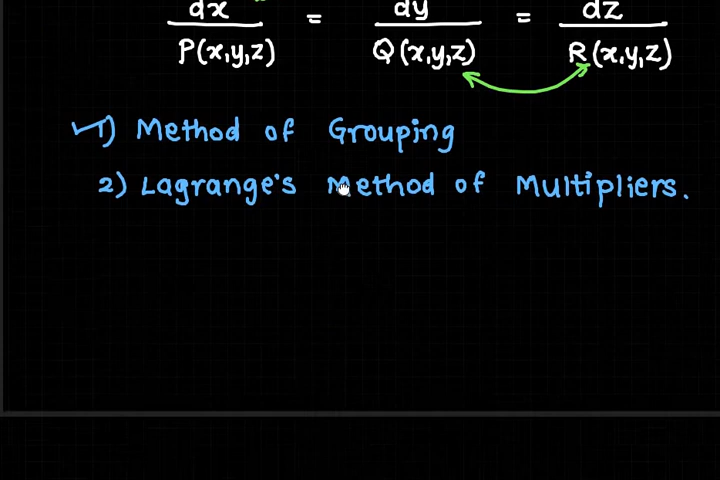 dx = dy = dz
P(x,y,z) Q(x,y,z) R(x,y,z)
1) Method of Grouping
2) Lagrange's Method of Multipliers.